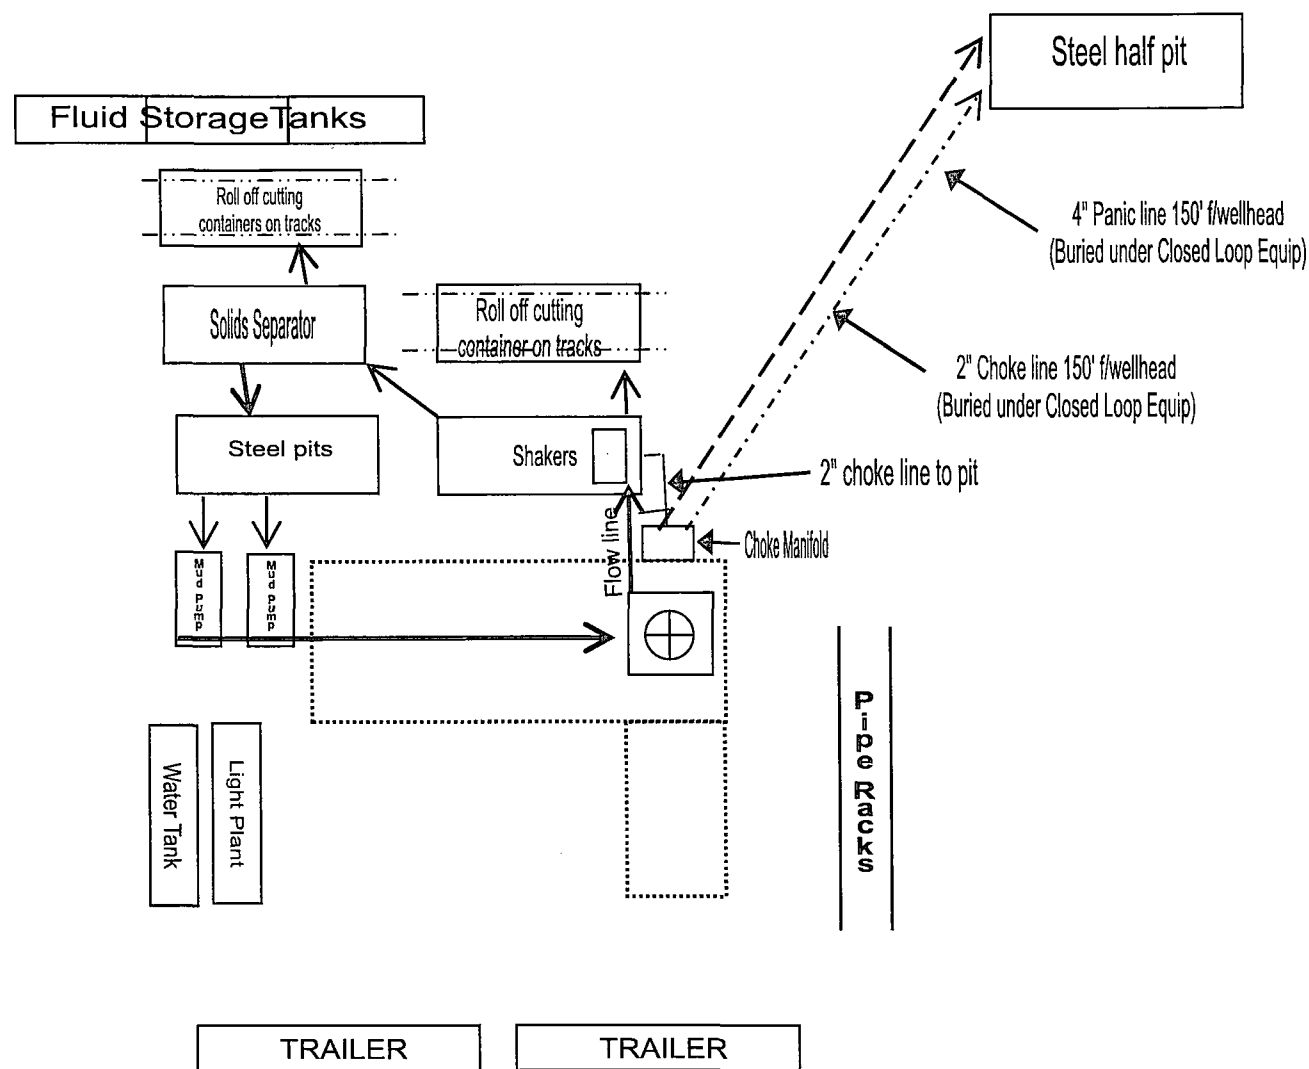 Steel half pit
Fluid StorageTanks
Roll off cutting
containers on tracks
4" Panic line 150' f/wellhead
(Buried under Closed Loop Equip)
Solids Separator
Roll off cutting
container on tracks
2" Choke line 150' f/wellhead
(Buried under Closed Loop Equip)
Steel pits
Shakers
2" choke line to pit
Flow line
Choke Manifold
Mud Pump
Mud Pump
Pipe Racks
Water Tank
Light Plant
TRAILER
TRAILER